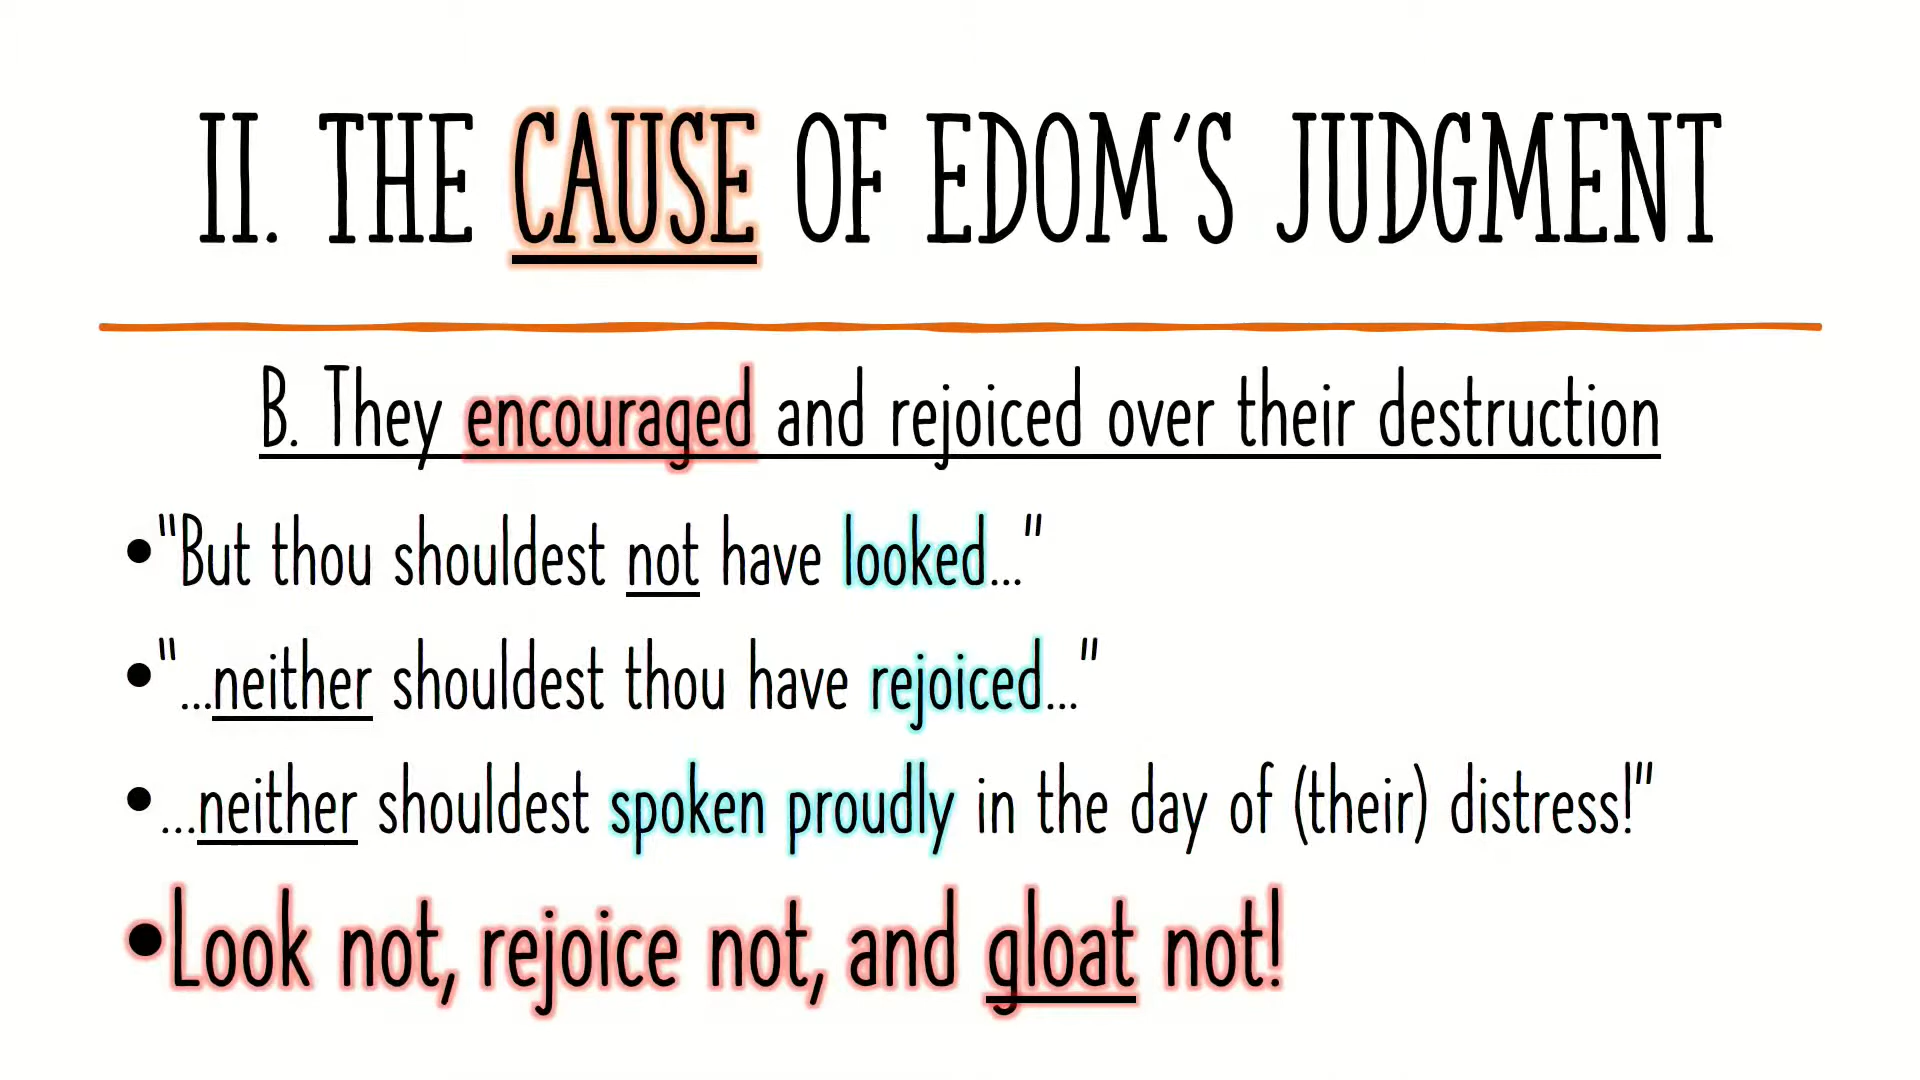 II. THE CAUSE OF EDOM'S JUDGMENT
B. They encouraged and rejoiced over their destruction
•"But thou shouldest not have looked..."
•"...neither shouldest thou have rejoiced..."
•...neither shouldest spoken proudly in the day of (their) distress!"
•Look not, rejoice not, and gloat not!